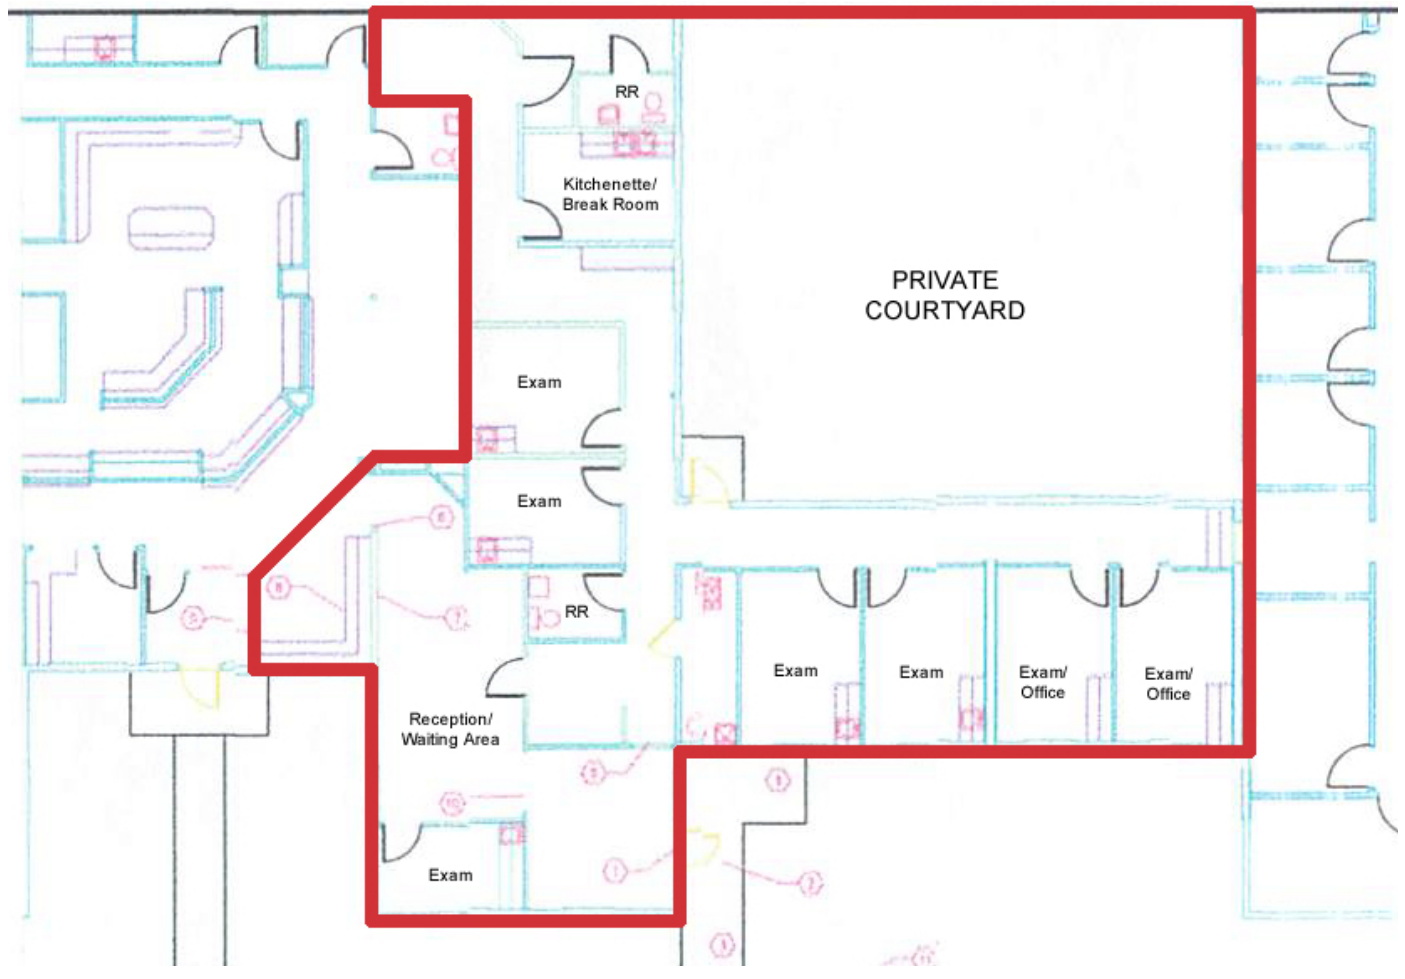 RR
Kitchenette/
Break Room
PRIVATE
COURTYARD
Exam
Exam
RR
Exam
Exam
Exam/
Office
Exam/
Office
Reception/
Waiting Area
Exam